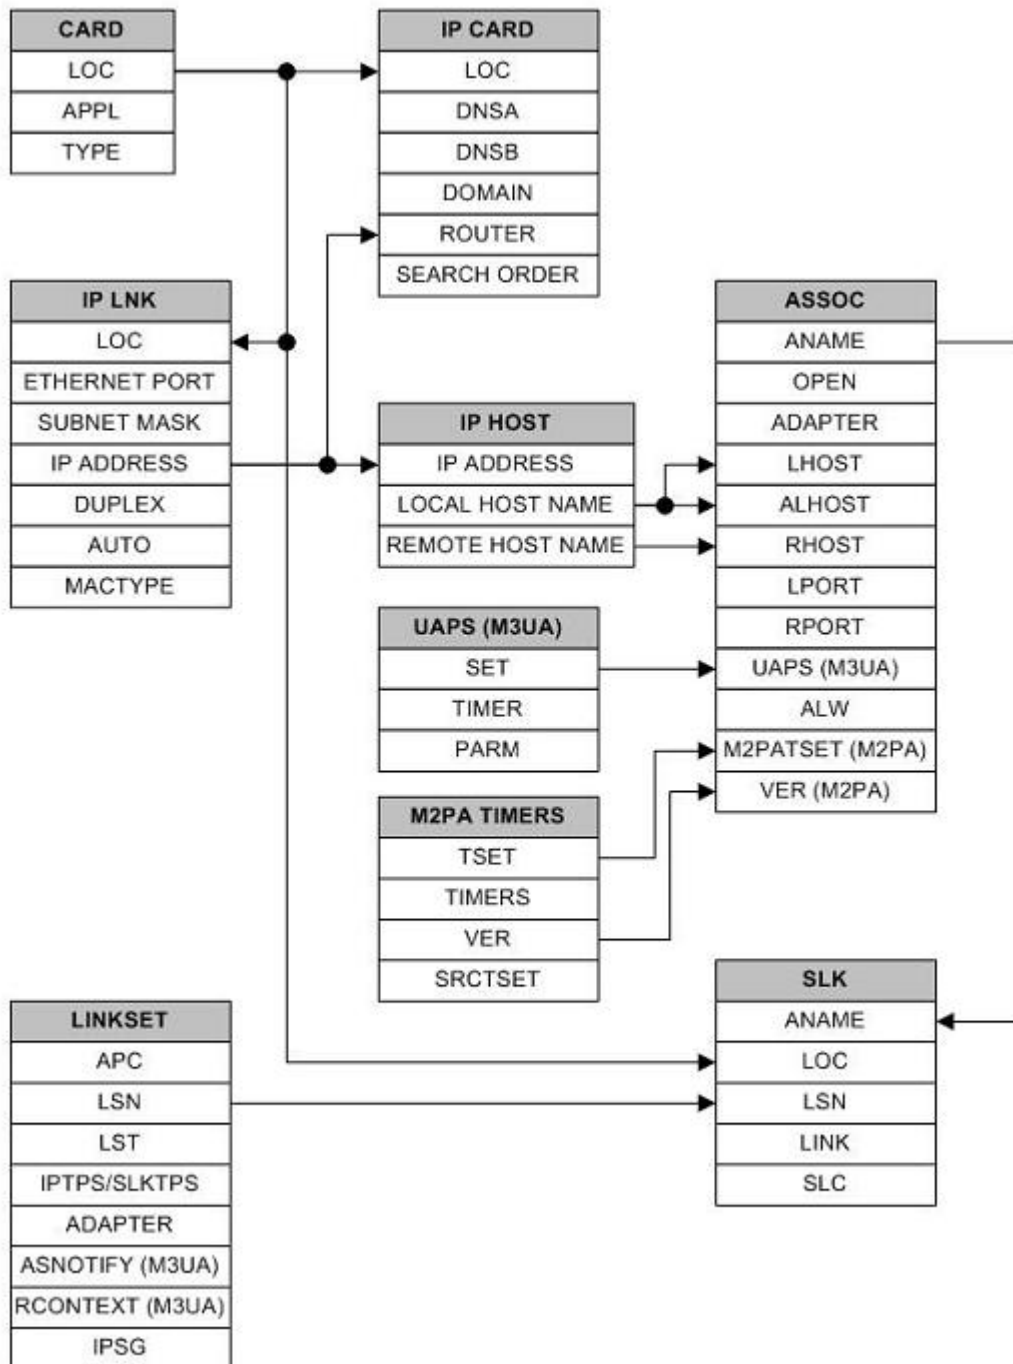 CARD
LOC
APPL
TYPE
IP CARD
LOC
DNSA
DNSB
DOMAIN
ROUTER
SEARCH ORDER
IP LNK
LOC
ETHERNET PORT
SUBNET MASK
IP ADDRESS
DUPLEX
AUTO
MACTYPE
IP HOST
IP ADDRESS
LOCAL HOST NAME
REMOTE HOST NAME
ASSOC
ANAME
OPEN
ADAPTER
LHOST
ALHOST
RHOST
LPORT
RPORT
UAPS (M3UA)
ALW
M2PATSET (M2PA)
VER (M2PA)
UAPS (M3UA)
SET
TIMER
PARM
M2PA TIMERS
TSET
TIMERS
VER
SRCTSET
LINKSET
APC
LSN
LST
IPTPS/SLKTPS
ADAPTER
ASNOTIFY (M3UA)
RCONTEXT (M3UA)
IPSG
SLK
ANAME
LOC
LSN
LINK
SLC